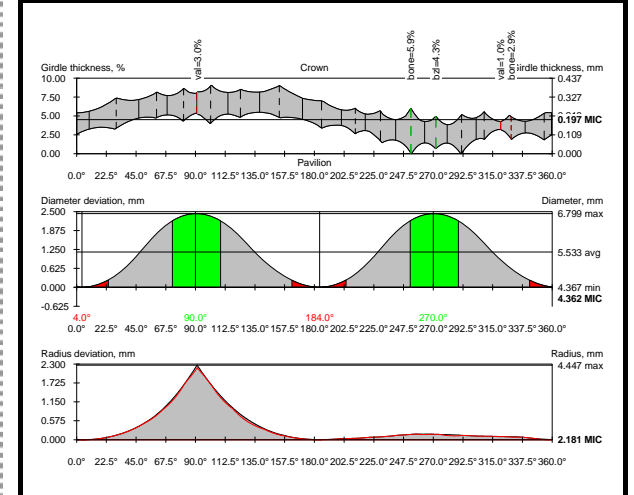 val=3.0%
bone=5.9%
bzl=4.3%
val=1.0%
bone=2.9%
Girdle thickness, % Crown Girdle thickness, mm
10.00 0.437
7.50 0.327
5.00 0.197 MIC
2.50 0.109
0.00 0.000
Pavilion
0.0° 22.5° 45.0° 67.5° 90.0° 112.5° 135.0° 157.5° 180.0° 202.5° 225.0° 247.5° 270.0° 292.5° 315.0° 337.5° 360.0°
Diameter deviation, mm Diameter, mm
2.500 6.799 max
1.875
1.250 5.533 avg
0.625
0.000 4.367 min
-0.625 4.362 MIC
4.0° 90.0° 184.0° 270.0°
0.0° 22.5° 45.0° 67.5° 90.0° 112.5° 135.0° 157.5° 180.0° 202.5° 225.0° 247.5° 270.0° 292.5° 315.0° 337.5° 360.0°
Radius deviation, mm Radius, mm
2.300 4.447 max
1.725
1.150
0.575
0.000 2.181 MIC
0.0° 22.5° 45.0° 67.5° 90.0° 112.5° 135.0° 157.5° 180.0° 202.5° 225.0° 247.5° 270.0° 292.5° 315.0° 337.5° 360.0°